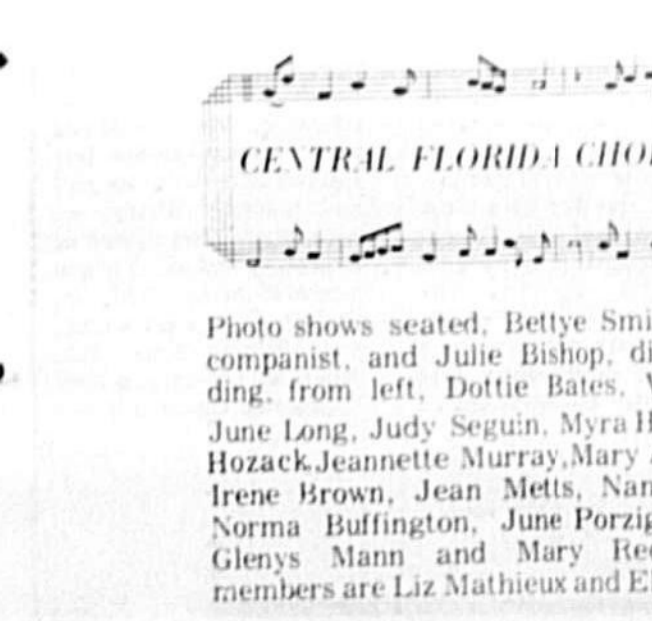 CENTRAL FLORIDA CHO
Photo shows seated, Bettye Smi
companist, and Julie Bishop, di
ding, from left, Dottie Bates,
June Long, Judy Seguin, Myra H
Hozack,Jeannette Murray,Mary
Irene Brown, Jean Metts, Nan
Norma Buffington, June Porzig
Glenys Mann and Mary Ree
members are Liz Mathieux and El